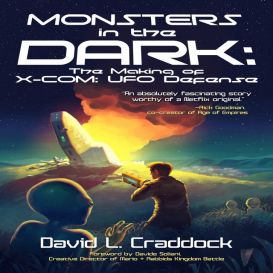 MONSTERS
in the
DARK:
The Making of
X-COM: UFO Defense
"An absolutely fascinating story
worthy of a Netflix original."
-Rick Goodman,
co-creator of Age of Empires
David L. Craddock
Foreword by Davide Soliani,
Creative Director of Mario + Rabbids Kingdom Battle